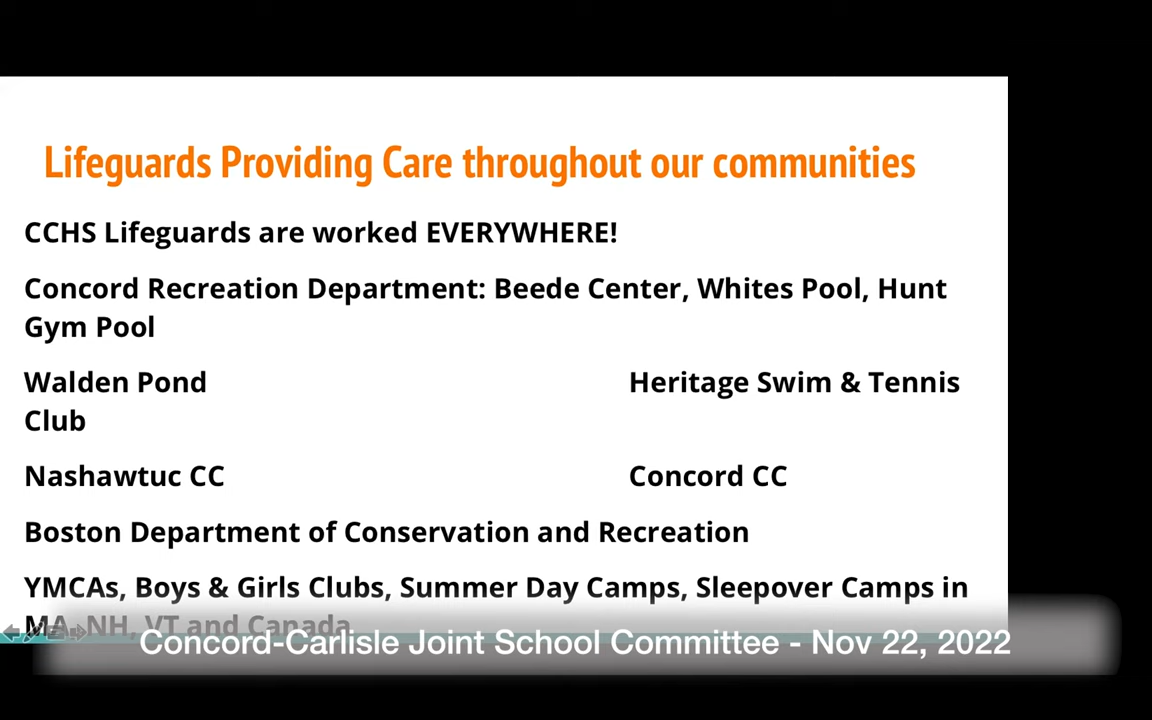 Lifeguards Providing Care throughout our communities
CCHS Lifeguards are worked EVERYWHERE!
Concord Recreation Department: Beede Center, Whites Pool, Hunt
Gym Pool
Walden Pond Heritage Swim & Tennis
Club
Nashawtuc CC Concord CC
Boston Department of Conservation and Recreation
YMCAs, Boys & Girls Clubs, Summer Day Camps, Sleepover Camps in
MA, NH, VT and Canada
Concord-Carlisle Joint School Committee - Nov 22, 2022